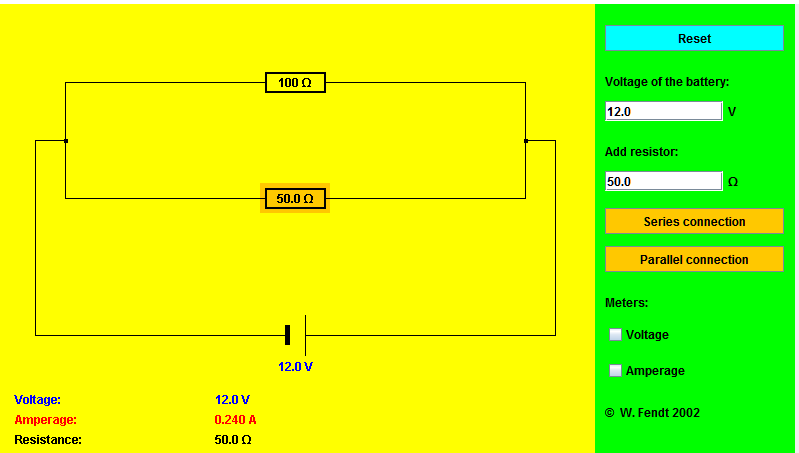 100 Ω
50.0 Ω
12.0 V
Voltage: 12.0 V
Amperage: 0.240 A
Resistance: 50.0 Ω
Reset
Voltage of the battery:
12.0 V
Add resistor:
50.0 Ω
Series connection
Parallel connection
Meters:
Voltage
Amperage
© W. Fendt 2002